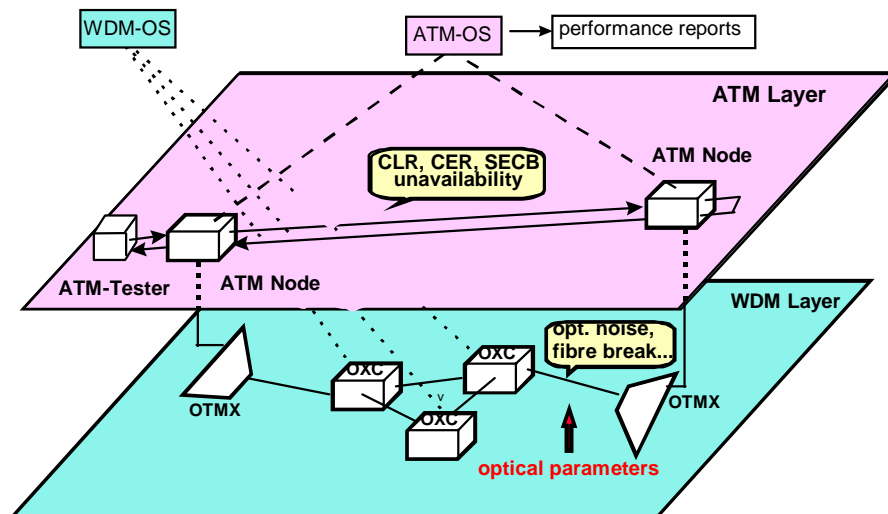 WDM-OS
ATM-OS
performance reports
ATM Layer
CLR, CER, SECB
unavailability
ATM Node
ATM-Tester
ATM Node
WDM Layer
opt. noise,
fibre break...
OXC
OXC
OXC
v
OTMX
OTMX
optical parameters